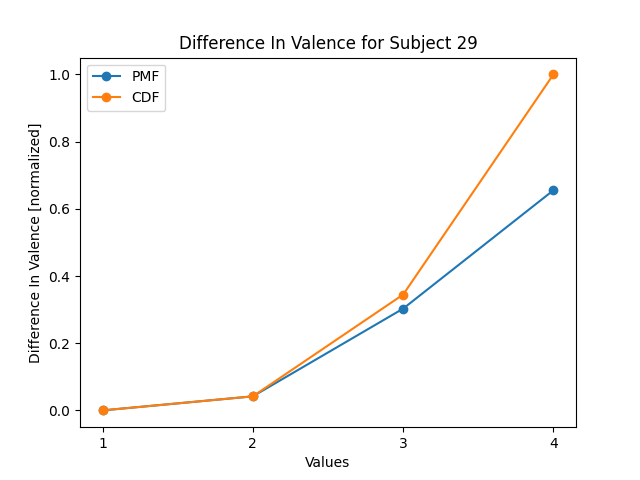 Difference In Valence for Subject 29
PMF
CDF
Difference In Valence [normalized]
1.0
0.8
0.6
0.4
0.2
0.0
1 2 3 4
Values